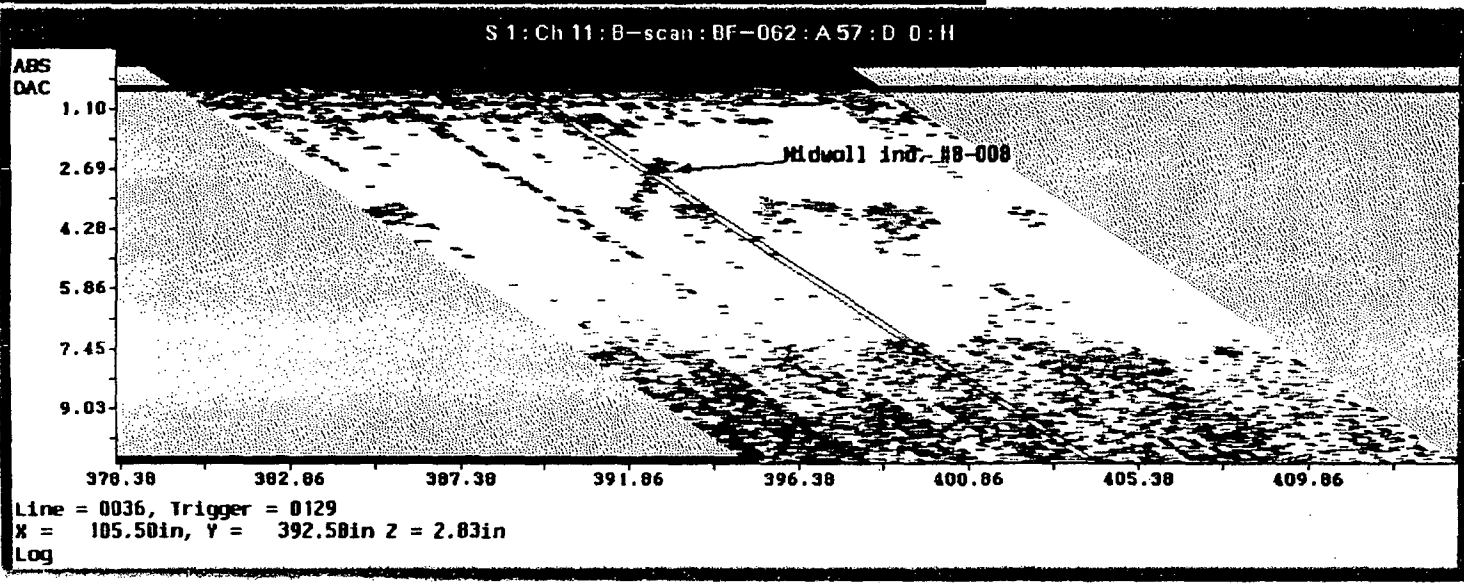 S 1 : Ch 11 : B-scan : BF-062 : A 57 : D 0 : H
ABS
DAC
1.10
2.69
4.28
5.86
7.45
9.03
Midwall ind. #B-008
378.38 382.86 387.38 391.86 396.38 400.86 405.38 409.86
Line = 0036, Trigger = 0129
X = 105.50in, Y = 392.50in Z = 2.83in
Log